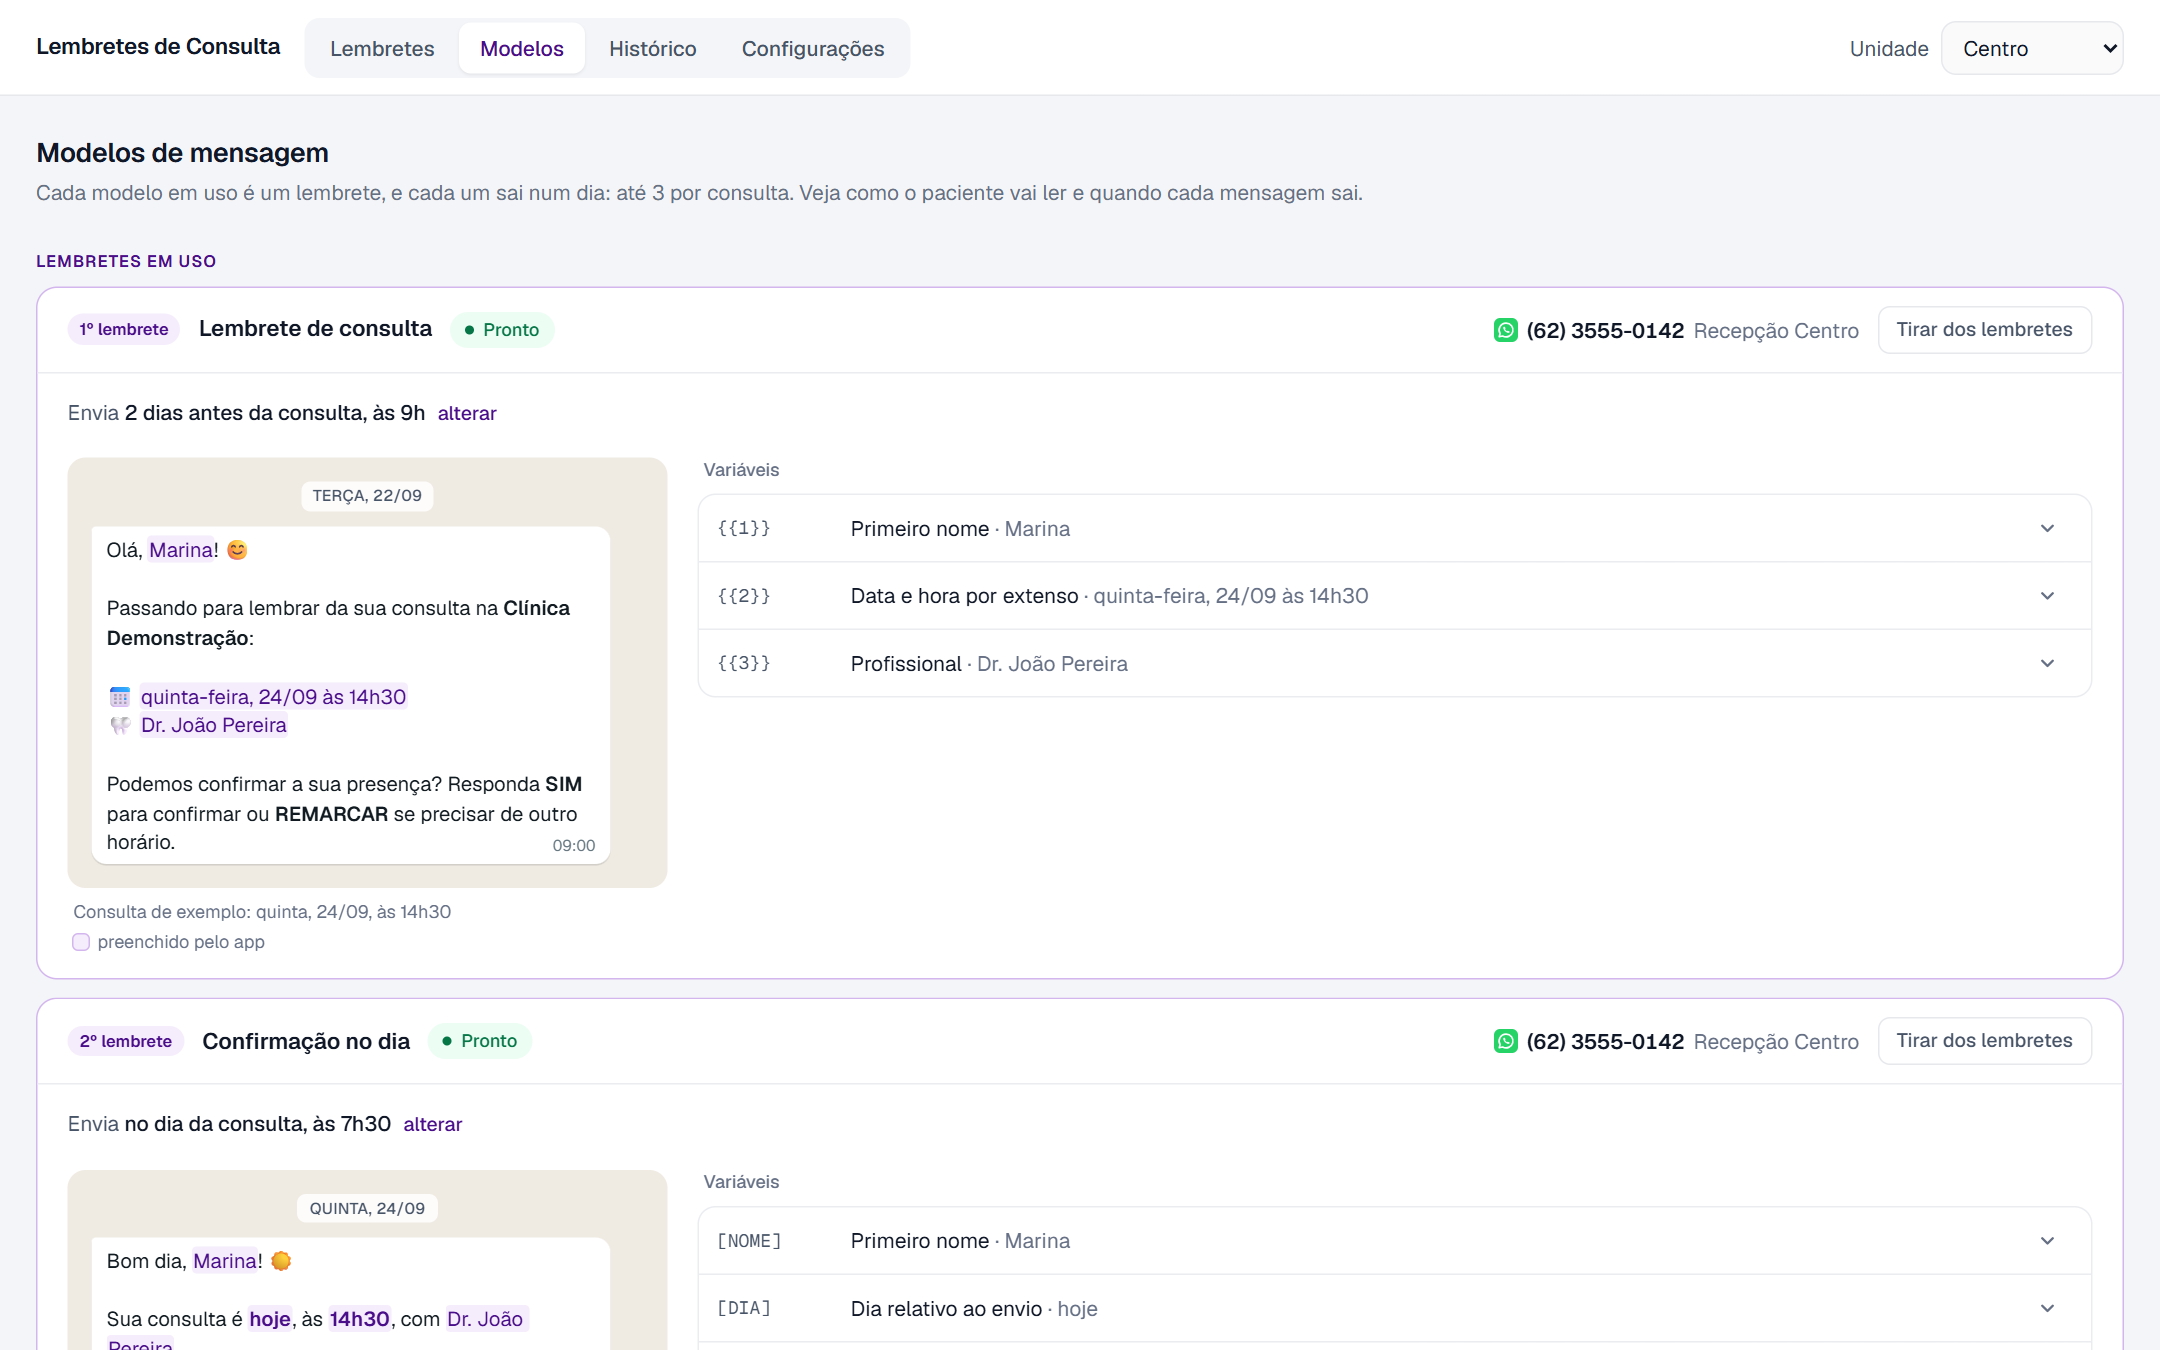 Lembretes de Consulta
Lembretes
Modelos
Histórico
Configurações
Unidade
Centro
Modelos de mensagem
Cada modelo em uso é um lembrete, e cada um sai num dia: até 3 por consulta. Veja como o paciente vai ler e quando cada mensagem sai.
LEMBRETES EM USO
1º lembrete
Lembrete de consulta
Pronto
(62) 3555-0142 Recepção Centro
Tirar dos lembretes
Envia 2 dias antes da consulta, às 9h alterar
TERÇA, 22/09
Olá, Marina! 😊
Passando para lembrar da sua consulta na Clínica
Demonstração:
quinta-feira, 24/09 às 14h30
Dr. João Pereira
Podemos confirmar a sua presença? Responda SIM
para confirmar ou REMARCAR se precisar de outro
horário.
09:00
Consulta de exemplo: quinta, 24/09, às 14h30
preenchido pelo app
Variáveis
{{1}} Primeiro nome · Marina
{{2}} Data e hora por extenso · quinta-feira, 24/09 às 14h30
{{3}} Profissional · Dr. João Pereira
2º lembrete
Confirmação no dia
Pronto
(62) 3555-0142 Recepção Centro
Tirar dos lembretes
Envia no dia da consulta, às 7h30 alterar
QUINTA, 24/09
Bom dia, Marina!
Sua consulta é hoje, às 14h30, com Dr. João
Pereira
Variáveis
[NOME] Primeiro nome · Marina
[DIA] Dia relativo ao envio · hoje